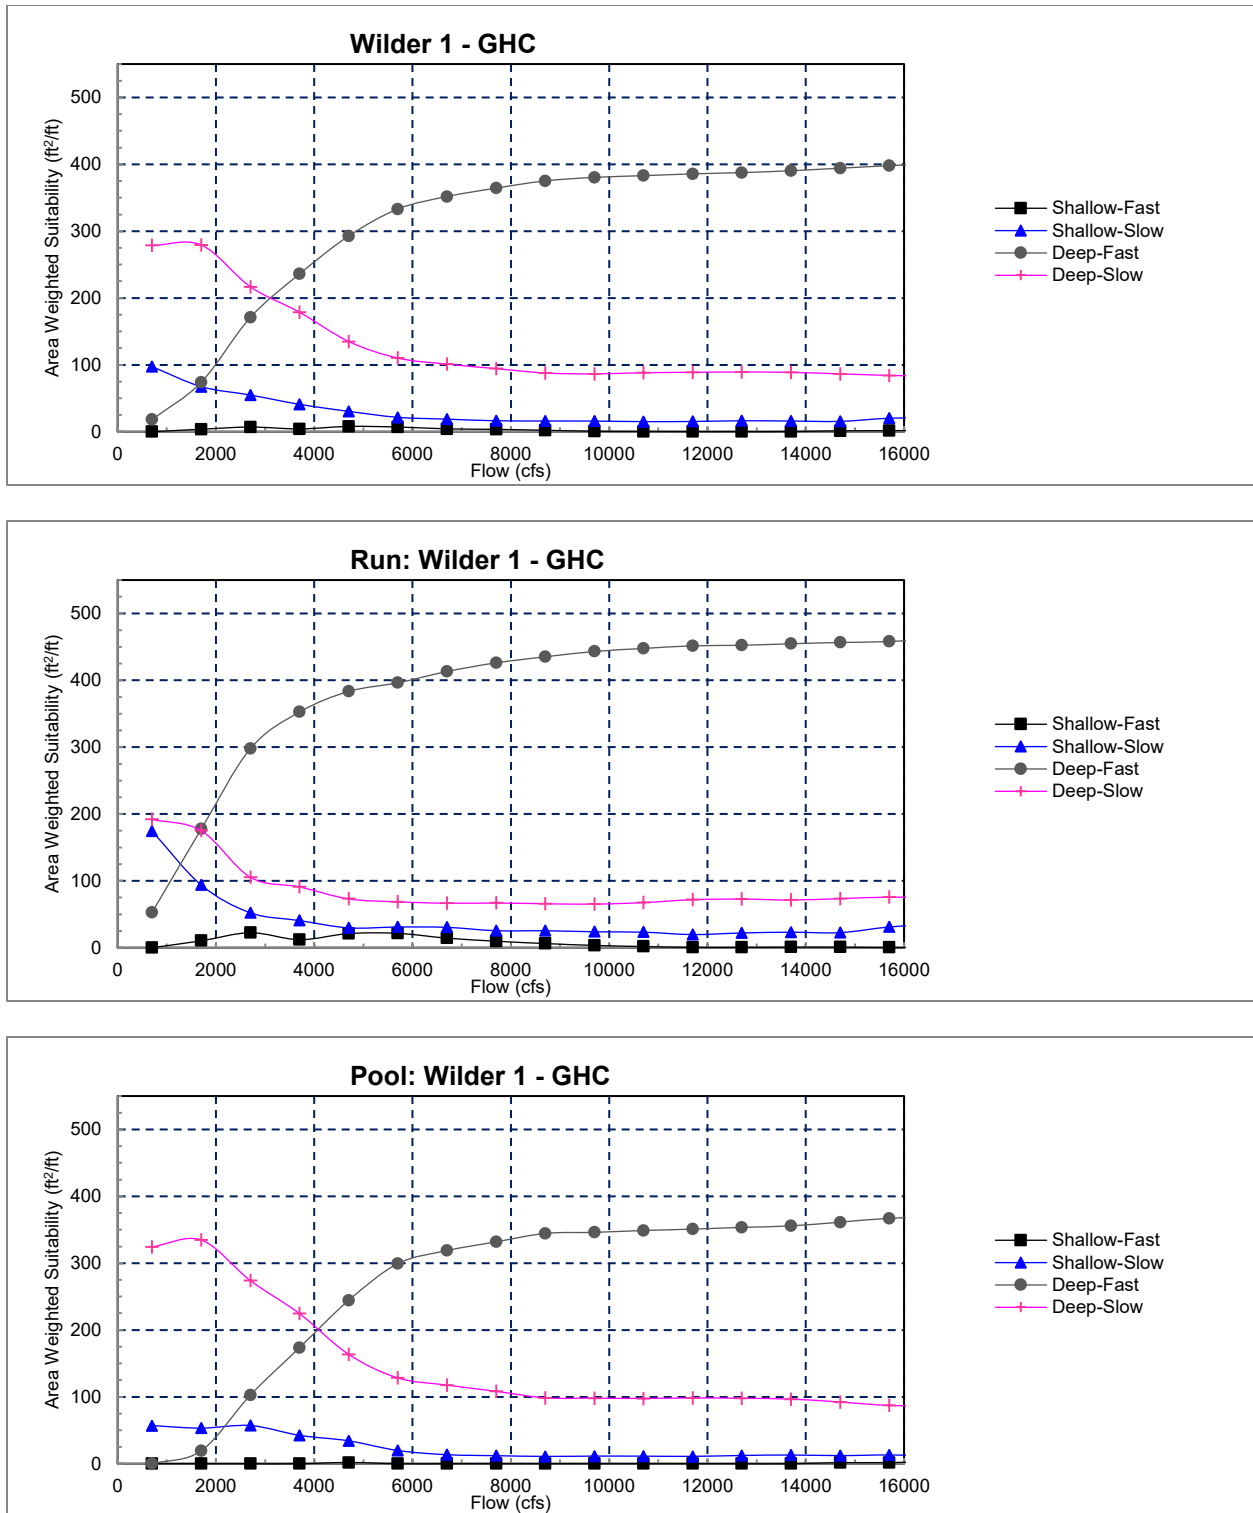 Wilder 1 - GHC
Area Weighted Suitability (ft²/ft)
500
400
300
200
100
0
0 2000 4000 6000 8000 10000 12000 14000 16000
Flow (cfs)
Shallow-Fast
Shallow-Slow
Deep-Fast
Deep-Slow
Run: Wilder 1 - GHC
Area Weighted Suitability (ft²/ft)
500
400
300
200
100
0
0 2000 4000 6000 8000 10000 12000 14000 16000
Flow (cfs)
Shallow-Fast
Shallow-Slow
Deep-Fast
Deep-Slow
Pool: Wilder 1 - GHC
Area Weighted Suitability (ft²/ft)
500
400
300
200
100
0
0 2000 4000 6000 8000 10000 12000 14000 16000
Flow (cfs)
Shallow-Fast
Shallow-Slow
Deep-Fast
Deep-Slow